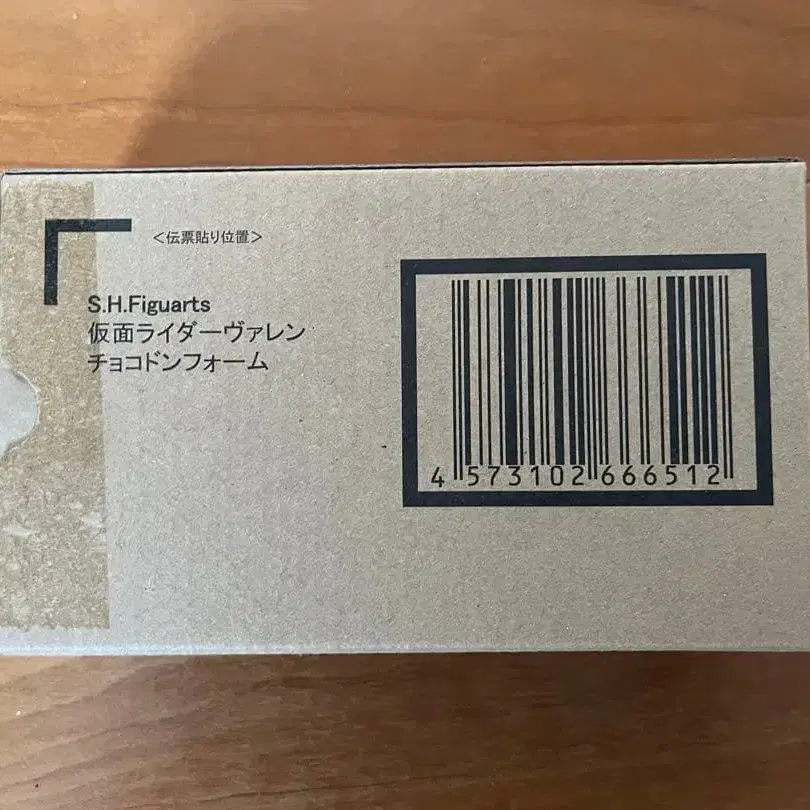 <伝票貼り位置>
S.H.Figuarts
仮面ライダーヴァレン
チョコドンフォーム
4 573102 666512